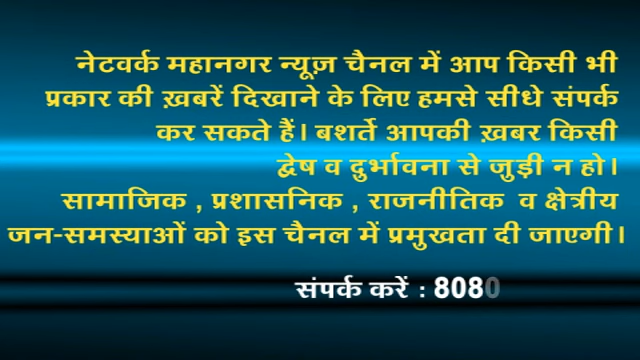 नेटवर्क महानगर न्यूज़ चैनल में आप किसी भी
प्रकार की ख़बरें दिखाने के लिए हमसे सीधे संपर्क
कर सकते हैं। बशर्ते आपकी ख़बर किसी
द्वेष व दुर्भावना से जुड़ी न हो।
सामाजिक , प्रशासनिक , राजनीतिक व क्षेत्रीय
जन-समस्याओं को इस चैनल में प्रमुखता दी जाएगी।
संपर्क करें : 8080